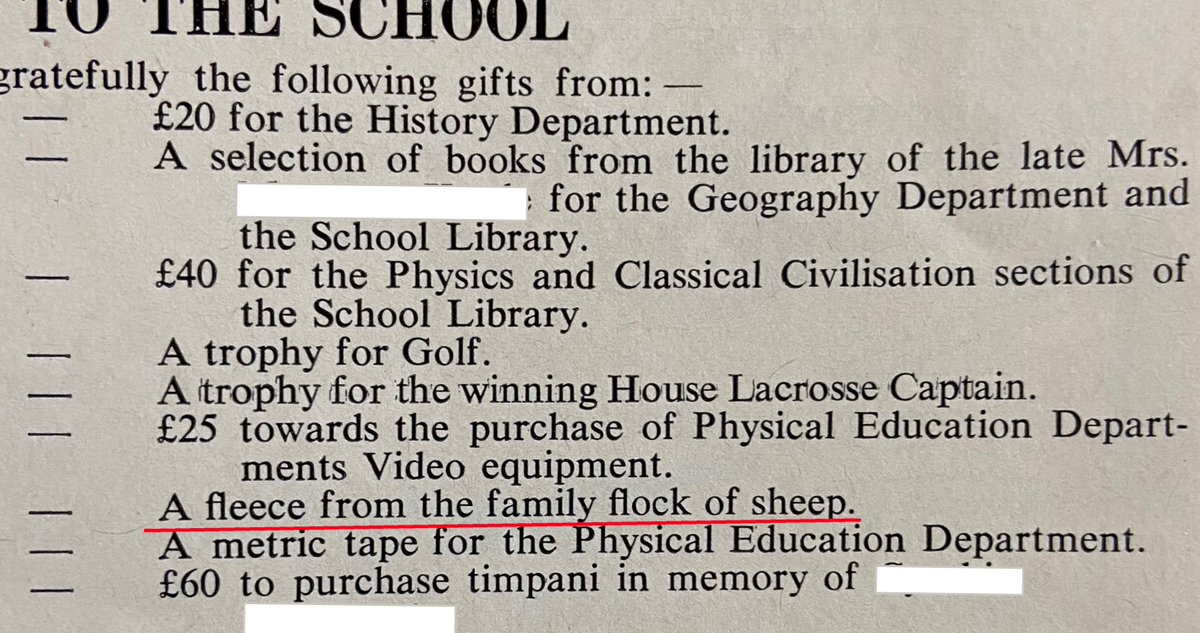 TO THE SCHOOL
gratefully the following gifts from: —
— £20 for the History Department.
— A selection of books from the library of the late Mrs.
for the Geography Department and
the School Library.
— £40 for the Physics and Classical Civilisation sections of
the School Library.
— A trophy for Golf.
— A trophy for the winning House Lacrosse Captain.
— £25 towards the purchase of Physical Education Depart-
ments Video equipment.
— A fleece from the family flock of sheep.
— A metric tape for the Physical Education Department.
— £60 to purchase timpani in memory of